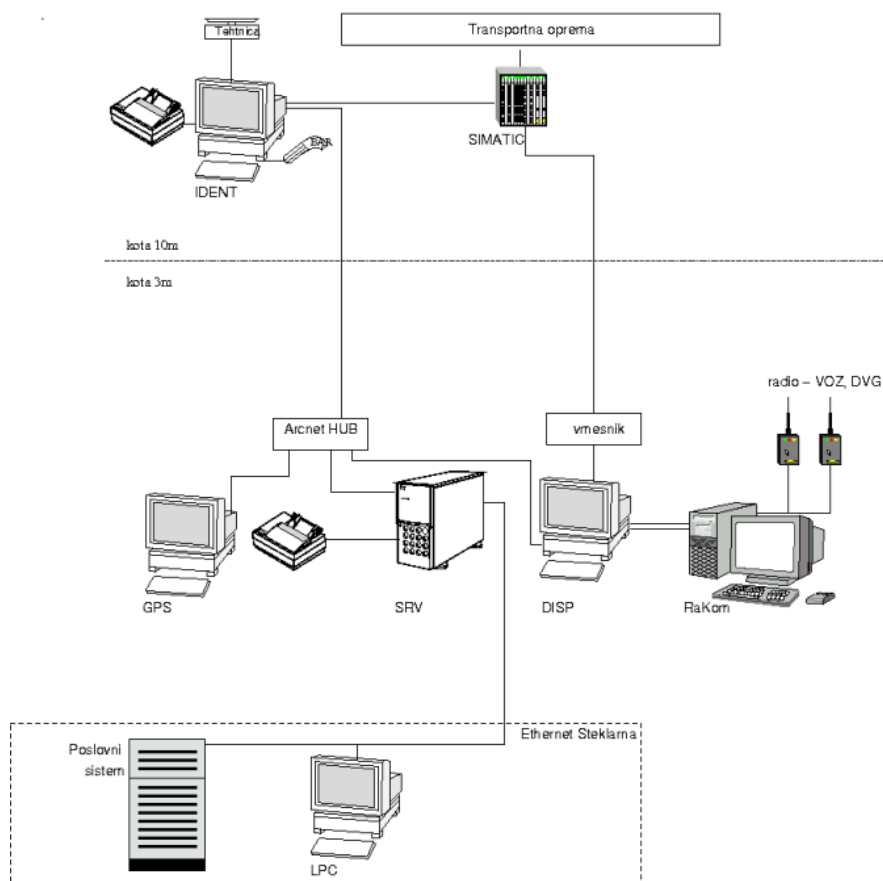 Tehtnica
Transportna oprema
BAR
SIMATIC
IDENT
kota 10m
kota 3m
radio – VOZ, DVG
Arcnet HUB
vmesnik
GPS
SRV
DISP
RaKom
Ethernet Steklarna
Poslovni
sistem
LPC